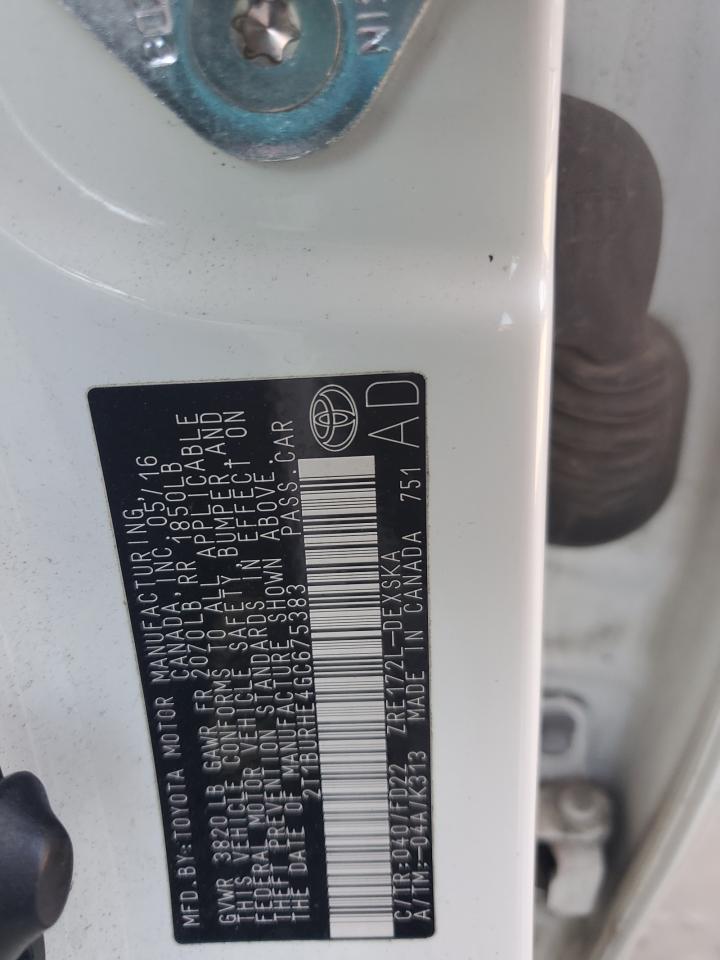 MFD.BY:TOYOTA MOTOR MANUFACTURING,
CANADA,INC. 05/16
GVWR 3820LB GAWR FR 2070LB RR 1850LB
THIS VEHICLE CONFORMS TO ALL APPLICABLE
FEDERAL MOTOR VEHICLE SAFETY, BUMPER,AND
THEFT PREVENTION STANDARDS IN EFFECT ON
THE DATE OF MANUFACTURE SHOWN ABOVE.
2T1BURHE4GC675383 PASS.CAR
C/TR:040/FD22 ZRE172L-DEXSKA
A/TM:-04A/K313 MADE IN CANADA 751
AD